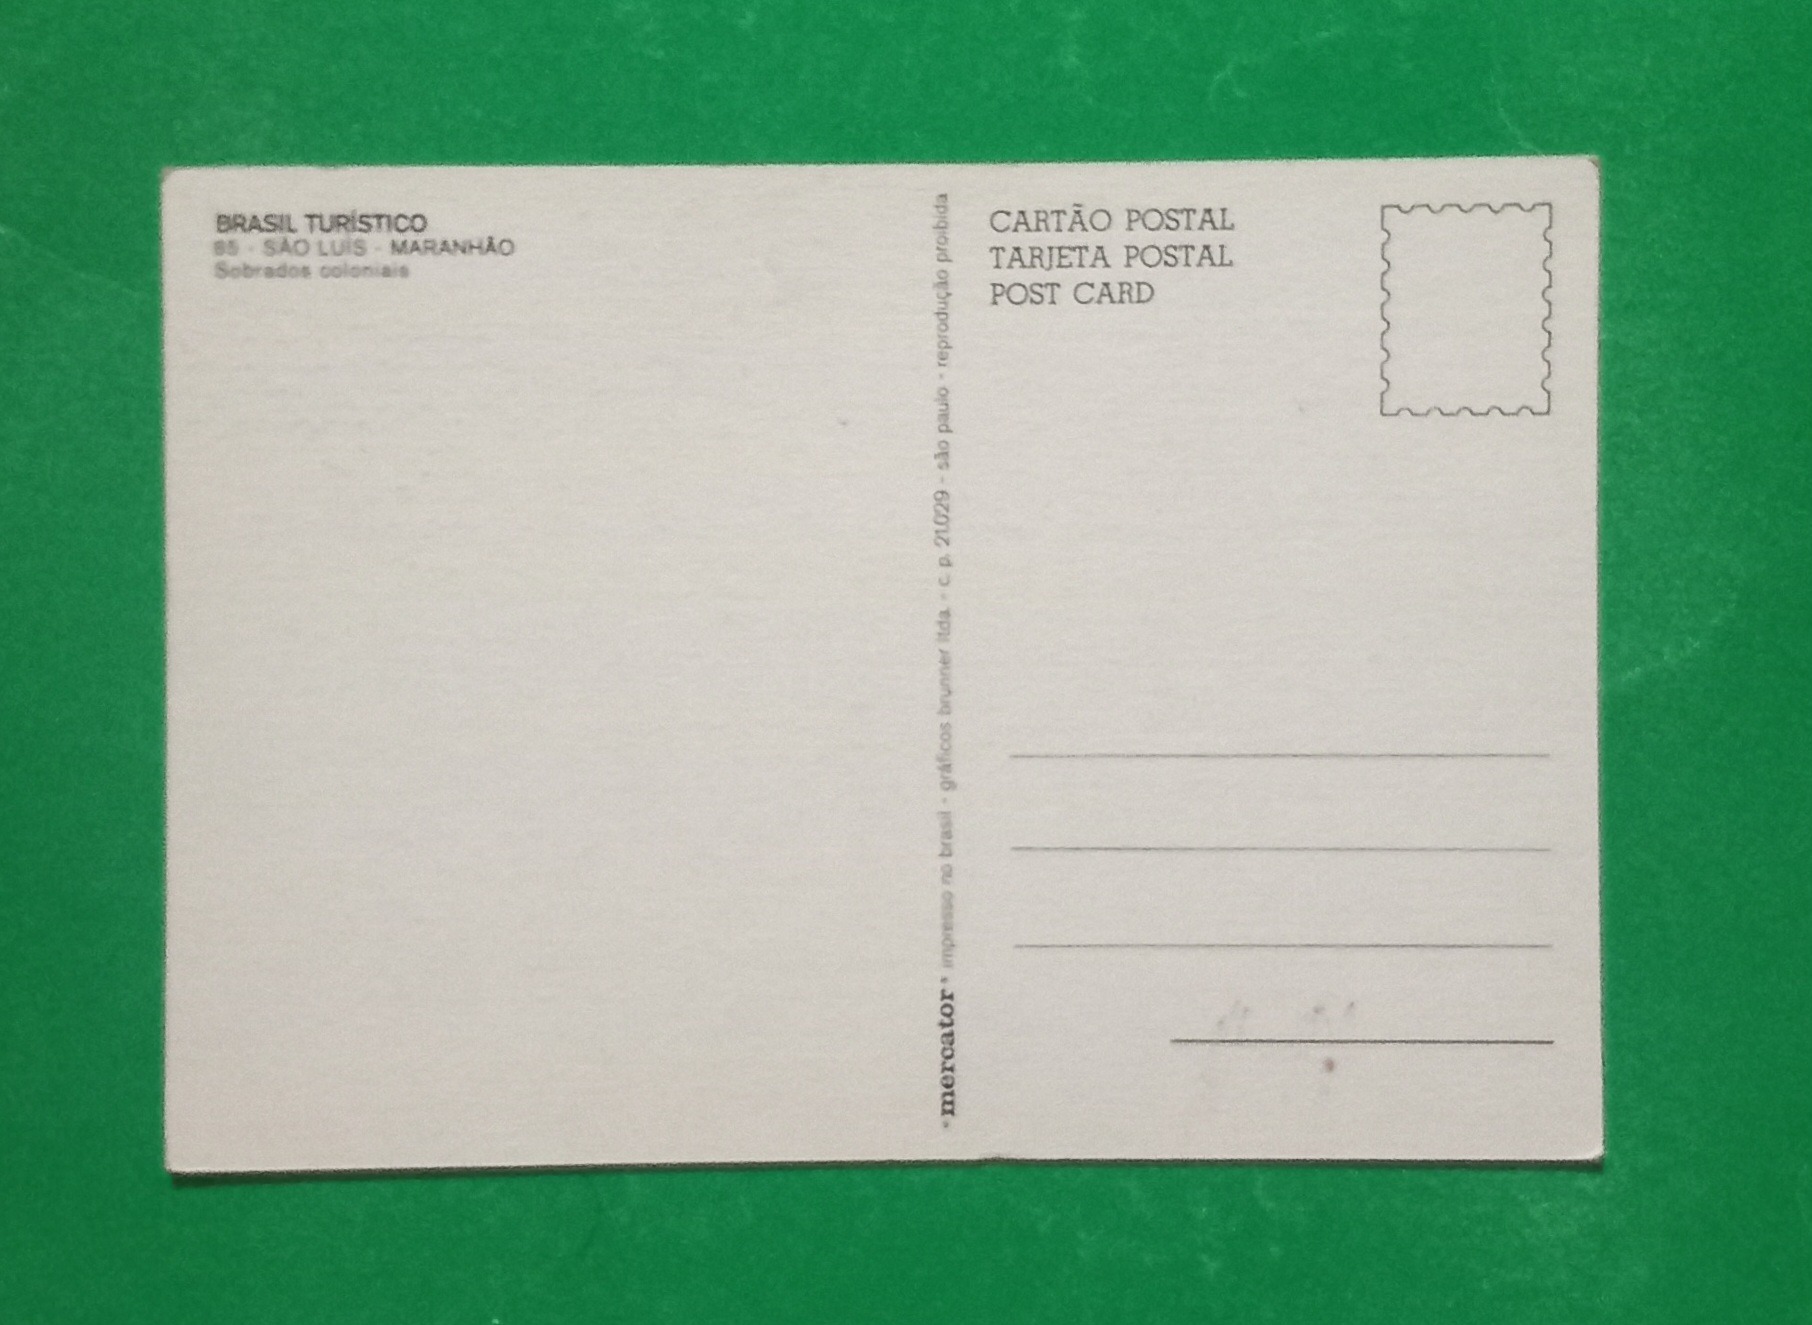 BRASIL TURÍSTICO
85 - SÃO LUÍS - MARANHÃO
Sobrados coloniais
"mercator" impresso no brasil - gráficos brunner ltda. - c. p. 21.029 - são paulo - reprodução proibida
CARTÃO POSTAL
TARJETA POSTAL
POST CARD